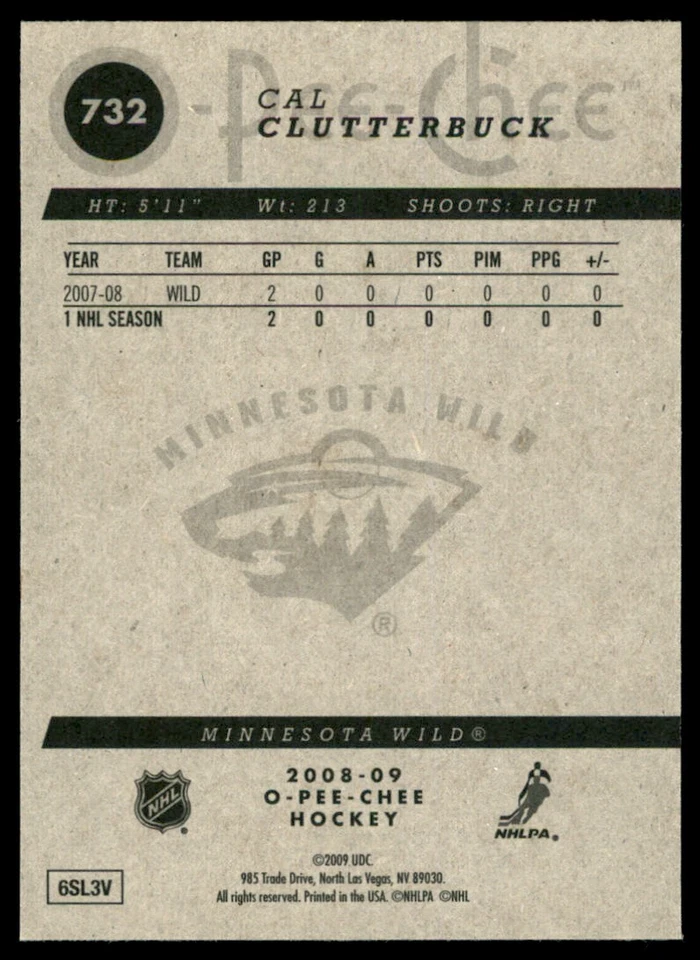 O-Pee-Chee™
732
CAL
CLUTTERBUCK
HT: 5'11" Wt: 213 SHOOTS: RIGHT
YEAR TEAM GP G A PTS PIM PPG +/-
2007-08 WILD 2 0 0 0 0 0 0
1 NHL SEASON 2 0 0 0 0 0 0
MINNESOTA WILD
®
MINNESOTA WILD®
NHL
2008-09
O-PEE-CHEE
HOCKEY
NHLPA®
©2009 UDC.
985 Trade Drive, North Las Vegas, NV 89030.
All rights reserved. Printed in the USA. ©NHLPA ©NHL
6SL3V